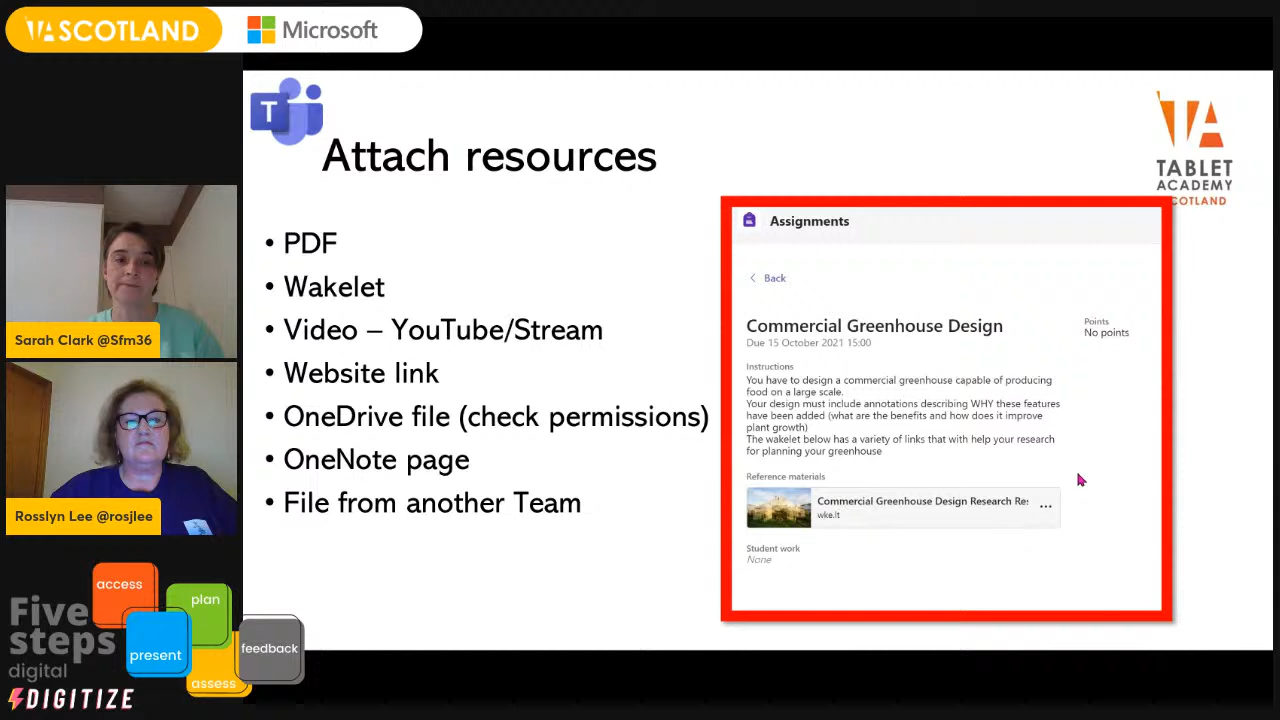 TA SCOTLAND
Microsoft
T
Attach resources
TA
TABLET
ACADEMY
SCOTLAND
• PDF
• Wakelet
• Video – YouTube/Stream
• Website link
• OneDrive file (check permissions)
• OneNote page
• File from another Team
Assignments
Back
Commercial Greenhouse Design
Due 15 October 2021 15:00
Points
No points
Instructions
You have to design a commercial greenhouse capable of producing
food on a large scale.
Your design must include annotations describing WHY these features
have been added (what are the benefits and how does it improve
plant growth)
The wakelet below has a variety of links that with help your research
for planning your greenhouse
Reference materials
Commercial Greenhouse Design Research Re
wke.it
...
Student work
None
Sarah Clark @Sfm36
Rosslyn Lee @rosjlee
Five
steps
digital
DIGITIZE
access
plan
present
feedback
assess